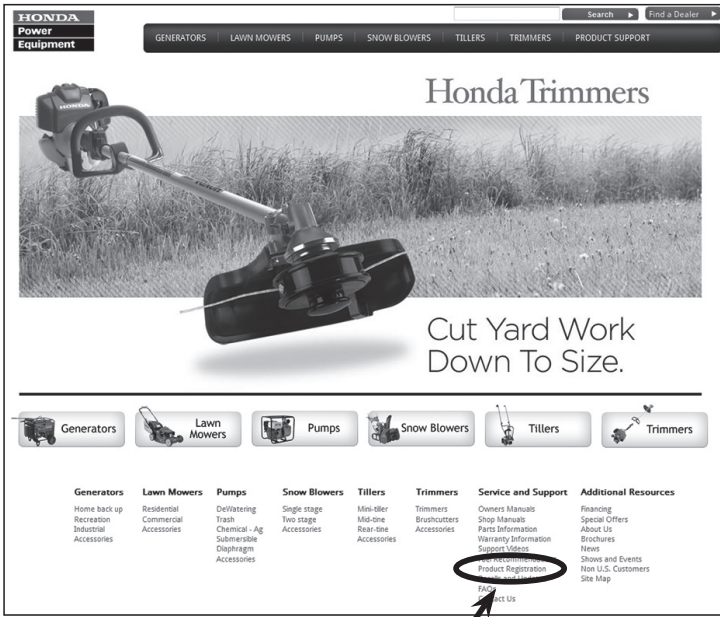 HONDA
Power
Equipment
Search
Find a Dealer
GENERATORS LAWN MOWERS PUMPS SNOW BLOWERS TILLERS TRIMMERS PRODUCT SUPPORT
Honda Trimmers
HONDA
Cut Yard Work
Down To Size.
Generators
Lawn
Mowers
Pumps
Snow Blowers
Tillers
Trimmers
Generators
Home back up
Recreation
Industrial
Accessories
Lawn Mowers
Residential
Commercial
Accessories
Pumps
DeWatering
Trash
Chemical - Ag
Submersible
Diaphragm
Accessories
Snow Blowers
Single stage
Two stage
Accessories
Tillers
Mini-tiller
Mid-tine
Rear-tine
Accessories
Trimmers
Trimmers
Brushcutters
Accessories
Service and Support
Owners Manuals
Shop Manuals
Parts Information
Warranty Information
Support Videos
Product Registration
FAQs
Us
Additional Resources
Financing
Special Offers
About Us
Brochures
News
Shows and Events
Non U.S. Customers
Site Map